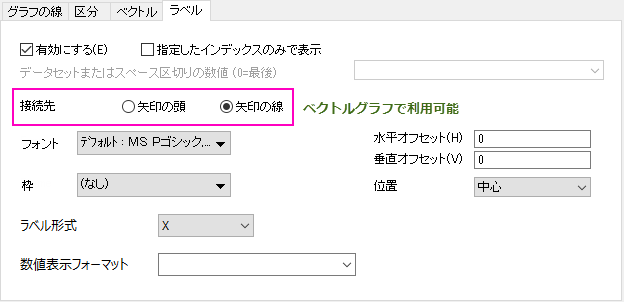 グラフの線 区分 ベクトル ラベル
有効にする(E) 指定したインデックスのみで表示
データセットまたはスペース区切りの数値 (0=最後)
接続先 矢印の頭 矢印の線 ベクトルグラフで利用可能
フォント デフォルト : MS Pゴシック,... 水平オフセット(H) 0
垂直オフセット(V) 0
枠 (なし) 位置 中心
ラベル形式 X
数値表示フォーマット